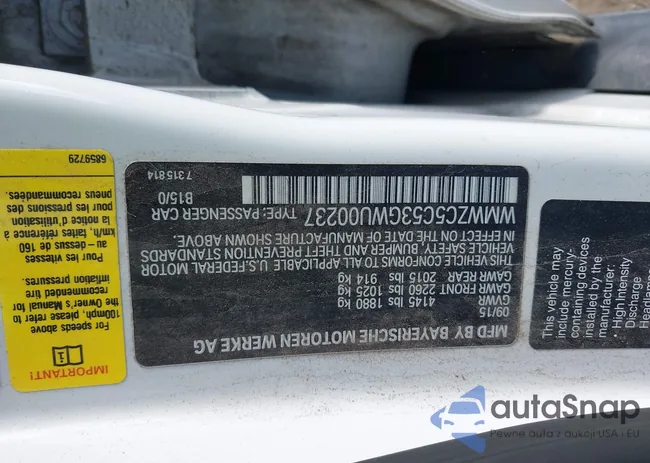 MFD BY BAYERISCHE MOTOREN WERKE AG
09/15
GVWR 4145 lbs 1880 kg
GAWR FRONT 2260 lbs 1025 kg
GAWR REAR 2015 lbs 914 kg
THIS VEHICLE CONFORMS TO ALL APPLICABLE U.S. FEDERAL MOTOR
VEHICLE SAFETY, BUMPER AND THEFT PREVENTION STANDARDS
IN EFFECT ON THE DATE OF MANUFACTURE SHOWN ABOVE.
WMWZC5C53GWU00237 TYPE: PASSENGER CAR
B15/0
7 315 814
IMPORTANT!
For speeds above
100mph, please refer to
the Owner's Manual for
recommended tire
inflation pressures.
Pour les vitesses
au – dessus de 160
km/h, faites référence à
la notice d'utilisation
des pressions des
pneus recommandées.
6859729
This vehicle may
include mercury-
containing devices
installed by the
manufacturer:
· High Intensity
Discharge
Headlamps
autoSnap
Pewne auta z aukcji USA - EU